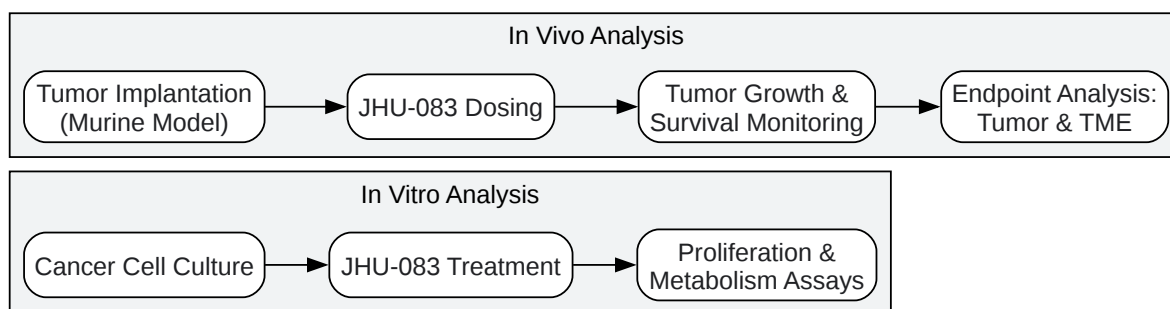 In Vivo Analysis
Tumor Implantation
(Murine Model)
JHU-083 Dosing
Tumor Growth &
Survival Monitoring
Endpoint Analysis:
Tumor & TME
In Vitro Analysis
Cancer Cell Culture
JHU-083 Treatment
Proliferation &
Metabolism Assays